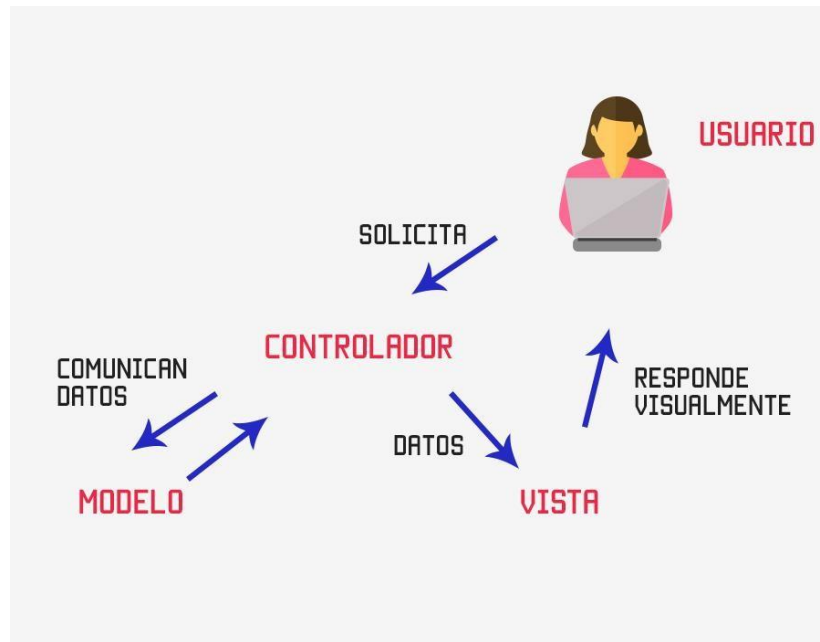 USUARIO
SOLICITA
CONTROLADOR
COMUNICAN
DATOS
RESPONDE
VISUALMENTE
DATOS
MODELO
VISTA